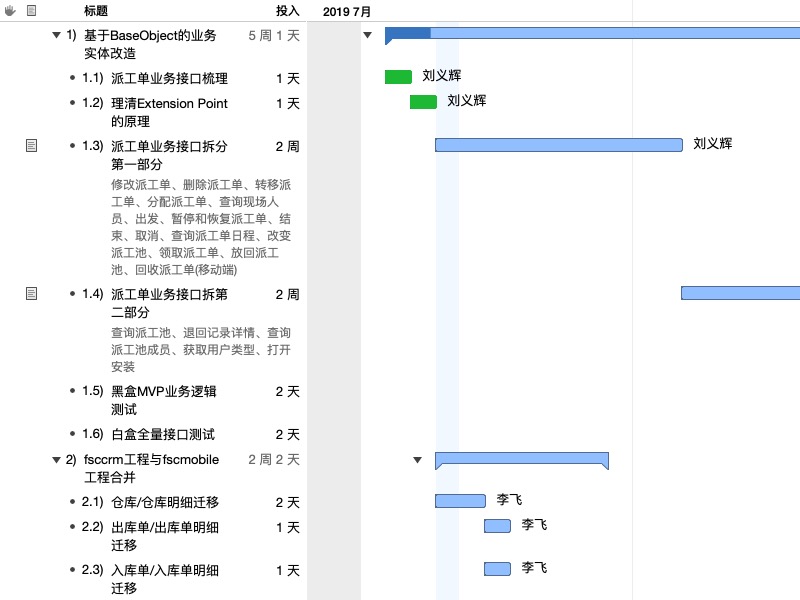 标题 投入 2019 7月
1) 基于BaseObject的业务 5 周 1 天
实体改造
• 1.1) 派工单业务接口梳理 1 天 刘义辉
• 1.2) 理清Extension Point 1 天 刘义辉
的原理
• 1.3) 派工单业务接口拆分 2 周 刘义辉
第一部分
修改派工单、删除派工单、转移派
工单、分配派工单、查询现场人
员、出发、暂停和恢复派工单、结
束、取消、查询派工单日程、改变
派工池、领取派工单、放回派工
池、回收派工单(移动端)
• 1.4) 派工单业务接口拆第 2 周
二部分
查询派工池、退回记录详情、查询
派工池成员、获取用户类型、打开
安装
• 1.5) 黑盒MVP业务逻辑 2 天
测试
• 1.6) 白盒全量接口测试 2 天
2) fsccrm工程与fscmobile 2 周 2 天
工程合并
• 2.1) 仓库/仓库明细迁移 2 天 李飞
• 2.2) 出库单/出库单明细 1 天 李飞
迁移
• 2.3) 入库单/入库单明细 1 天 李飞
迁移